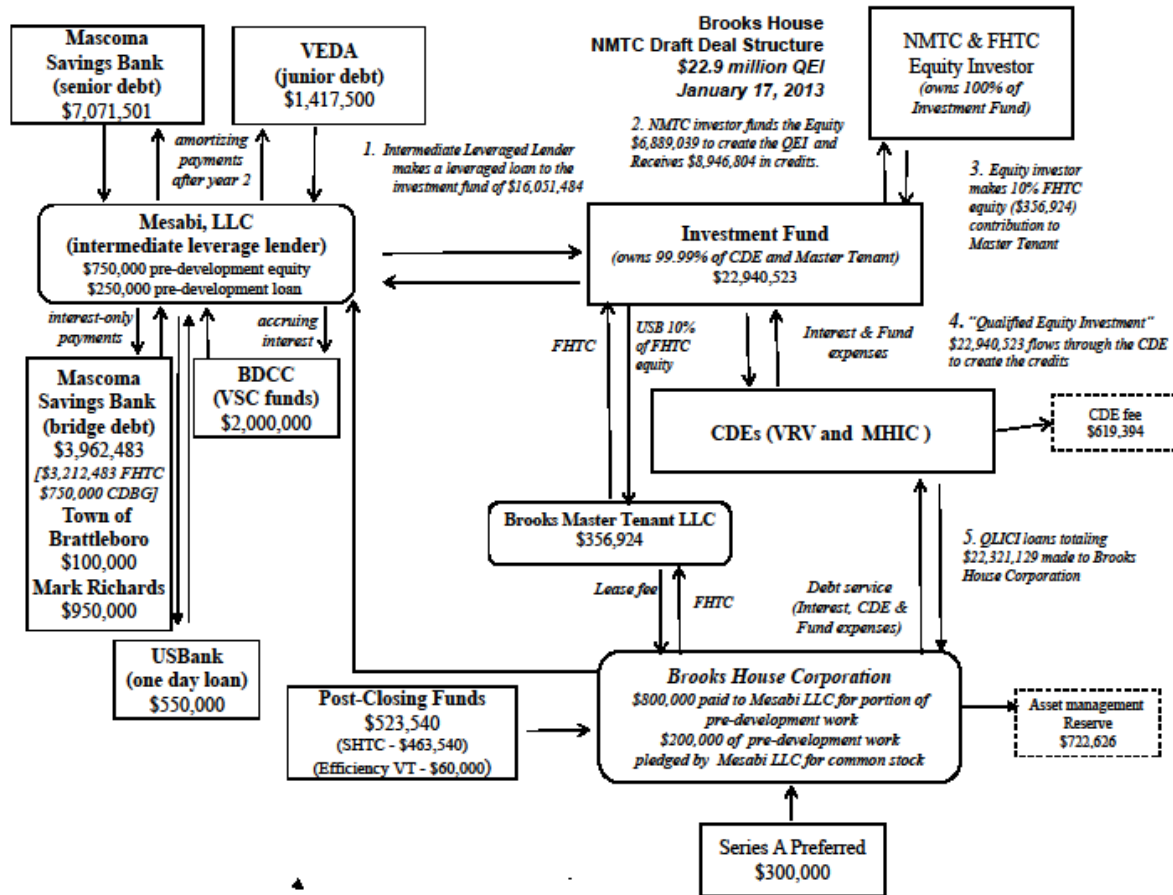 Brooks House
NMTC Draft Deal Structure
$22.9 million QEI
January 17, 2013
Mascoma
Savings Bank
(senior debt)
$7,071,501
VEDA
(junior debt)
$1,417,500
NMTC & FHTC
Equity Investor
(owns 100% of
Investment Fund)
amortizing
payments
after year 2
1. Intermediate Leveraged Lender
makes a leveraged loan to the
investment fund of $16,051,484
2. NMTC investor funds the Equity
$6,889,039 to create the QEI and
Receives $8,946,804 in credits.
3. Equity investor
makes 10% FHTC
equity ($356,924)
contribution to
Master Tenant
Mesabi, LLC
(intermediate leverage lender)
$750,000 pre-development equity
$250,000 pre-development loan
Investment Fund
(owns 99.99% of CDE and Master Tenant)
$22,940,523
interest-only
payments
accruing
interest
FHTC
USB 10%
of FHTC
equity
Interest & Fund
expenses
4. "Qualified Equity Investment"
$22,940,523 flows through the CDE
to create the credits
Mascoma
Savings Bank
(bridge debt)
$3,962,483
[$3,212,483 FHTC
$750,000 CDBG]
Town of
Brattleboro
$100,000
Mark Richards
$950,000
BDCC
(VSC funds)
$2,000,000
CDEs (VRV and MHIC )
CDE fee
$619,394
Brooks Master Tenant LLC
$356,924
5. QLICI loans totaling
$22,321,129 made to Brooks
House Corporation
Lease fee
FHTC
Debt service
(Interest, CDE &
Fund expenses)
USBank
(one day loan)
$550,000
Post-Closing Funds
$523,540
(SHTC - $463,540)
(Efficiency VT - $60,000)
Brooks House Corporation
$800,000 paid to Mesabi LLC for portion of
pre-development work
$200,000 of pre-development work
pledged by Mesabi LLC for common stock
Asset management
Reserve
$722,626
Series A Preferred
$300,000